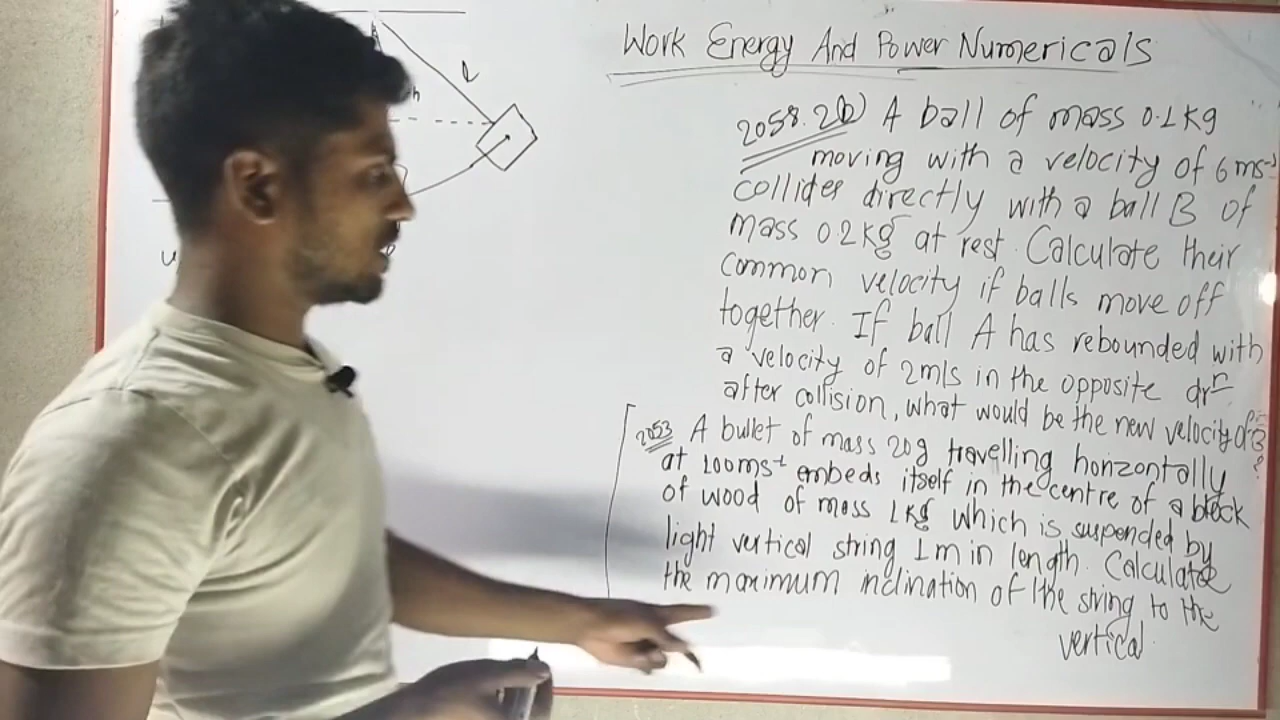 l
h
u
Work Energy And Power Numericals
2058.2(b) A ball of mass 0.1kg
moving with a velocity of 6ms-1
collides directly with a ball B of
mass 0.2kg at rest. Calculate their
common velocity if balls move off
together. If ball A has rebounded with
a velocity of 2m/s in the opposite dr^n
after collision, what would be the new velocity of B?
2053 A bullet of mass 20g travelling horizontally
at 100ms-1 embeds itself in the centre of a block
of wood of mass 1kg which is suspended by
light vertical string 1m in length. Calculate
the maximum inclination of the string to the
vertical.